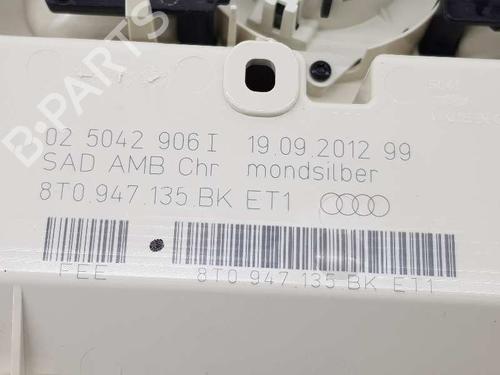 02 5042 906 I 19.09.2012 99
SAD AMB Chr mondsilber
8T0.947.135.BK ET1
FEE 8T0 947.135.BK ET1